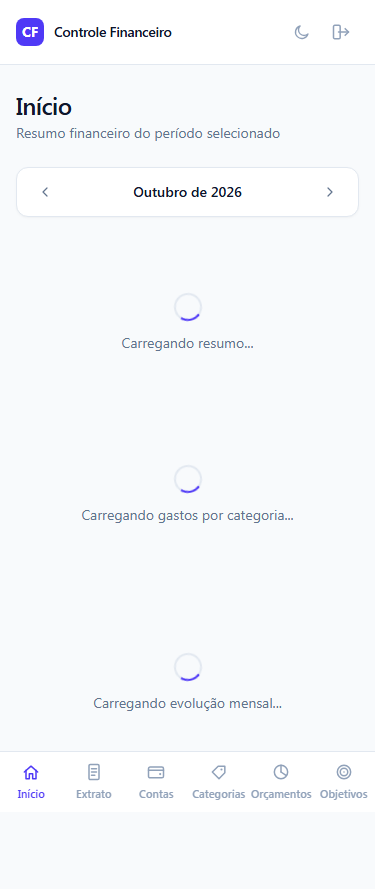 CF Controle Financeiro
Início
Resumo financeiro do período selecionado
Outubro de 2026
Carregando resumo...
Carregando gastos por categoria...
Carregando evolução mensal...
Início Extrato Contas Categorias Orçamentos Objetivos